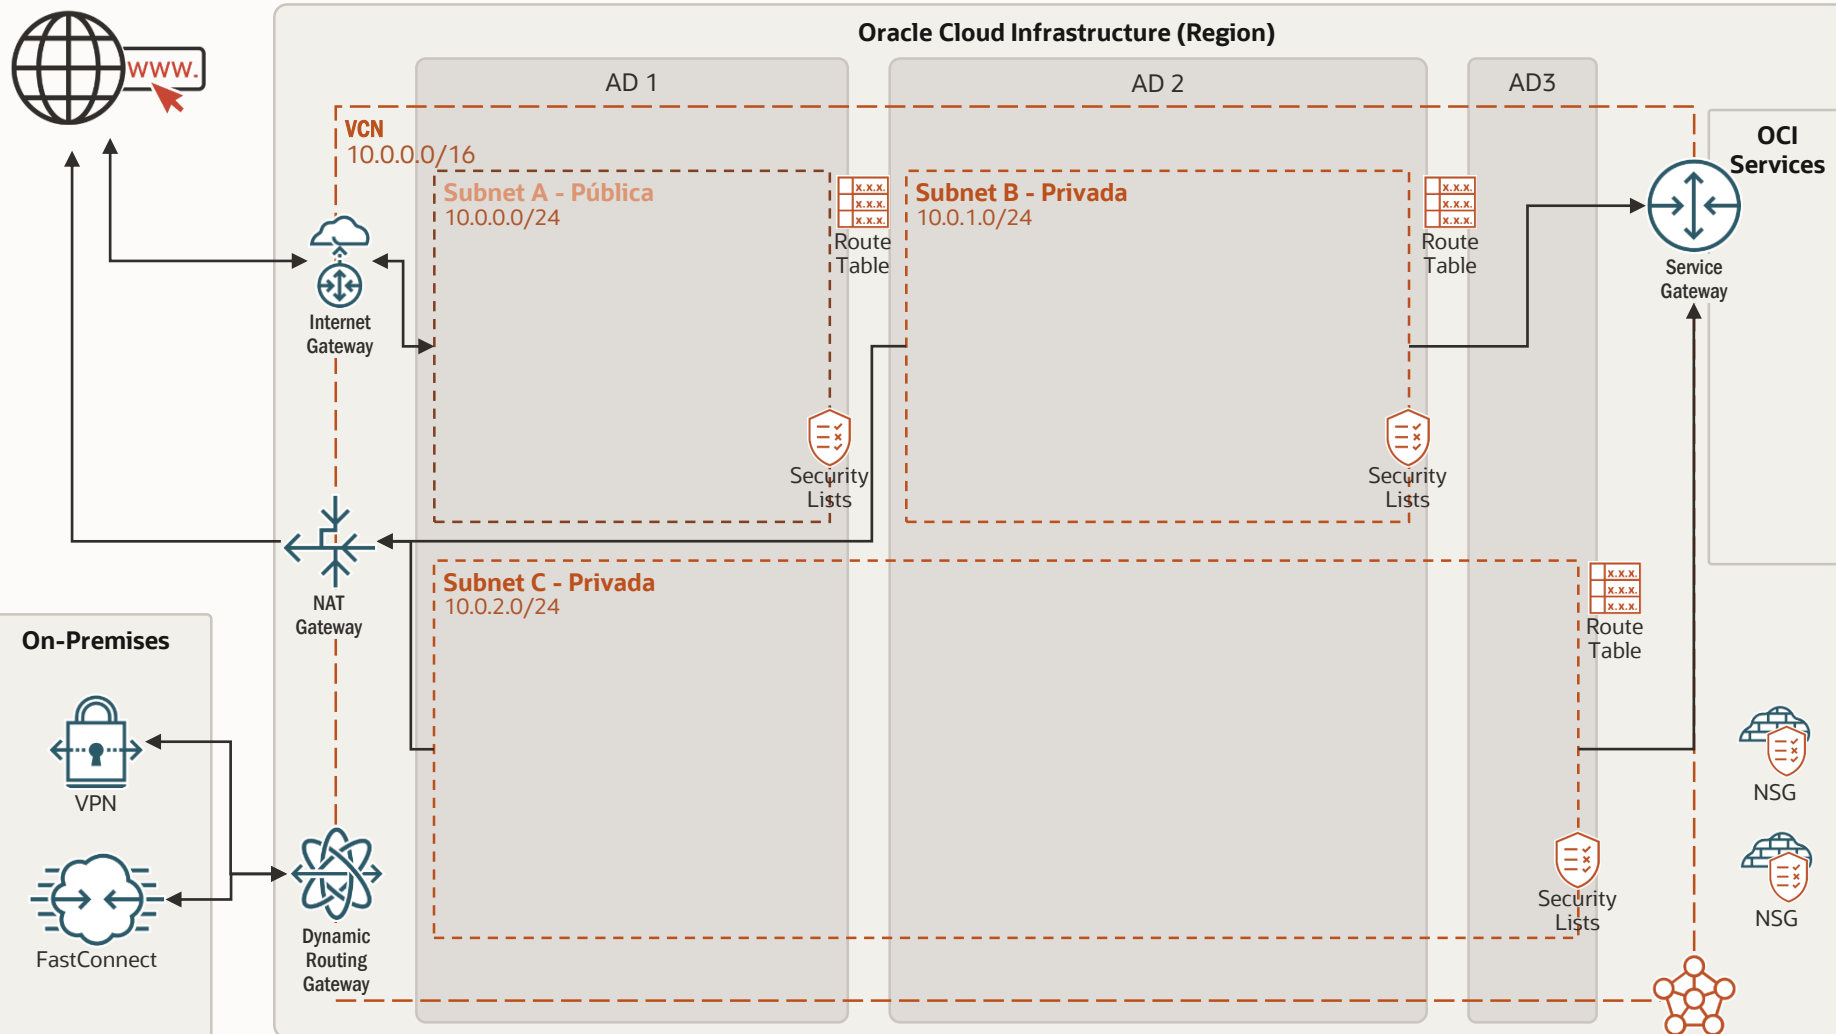 Oracle Cloud Infrastructure (Region)
www.
AD 1
AD 2
AD3
VCN
10.0.0.0/16
OCI
Services
Subnet A - Pública
10.0.0.0/24
x.x.x.
x.x.x.
x.x.x.
Route
Table
Subnet B - Privada
10.0.1.0/24
x.x.x.
x.x.x.
x.x.x.
Route
Table
Service
Gateway
Internet
Gateway
Security
Lists
Security
Lists
NAT
Gateway
Subnet C - Privada
10.0.2.0/24
x.x.x.
x.x.x.
x.x.x.
Route
Table
On-Premises
VPN
NSG
Security
Lists
NSG
FastConnect
Dynamic
Routing
Gateway